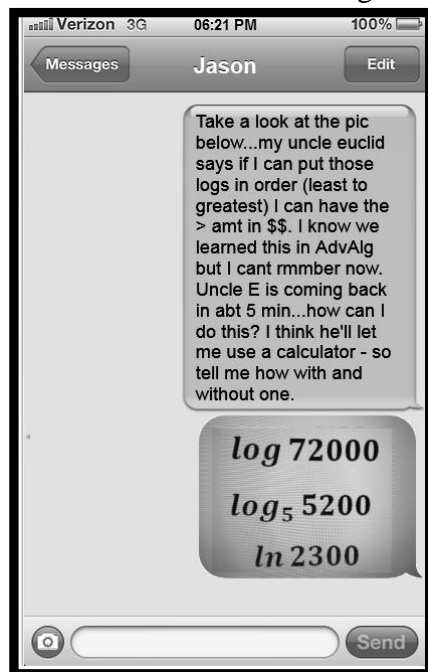 Verizon 3G 06:21 PM 100%
Messages Jason Edit
Take a look at the pic
below...my uncle euclid
says if I can put those
logs in order (least to
greatest) I can have the
> amt in $$. I know we
learned this in AdvAlg
but I cant rmmber now.
Uncle E is coming back
in abt 5 min...how can I
do this? I think he'll let
me use a calculator - so
tell me how with and
without one.
log 72000
log₅ 5200
ln 2300
Send